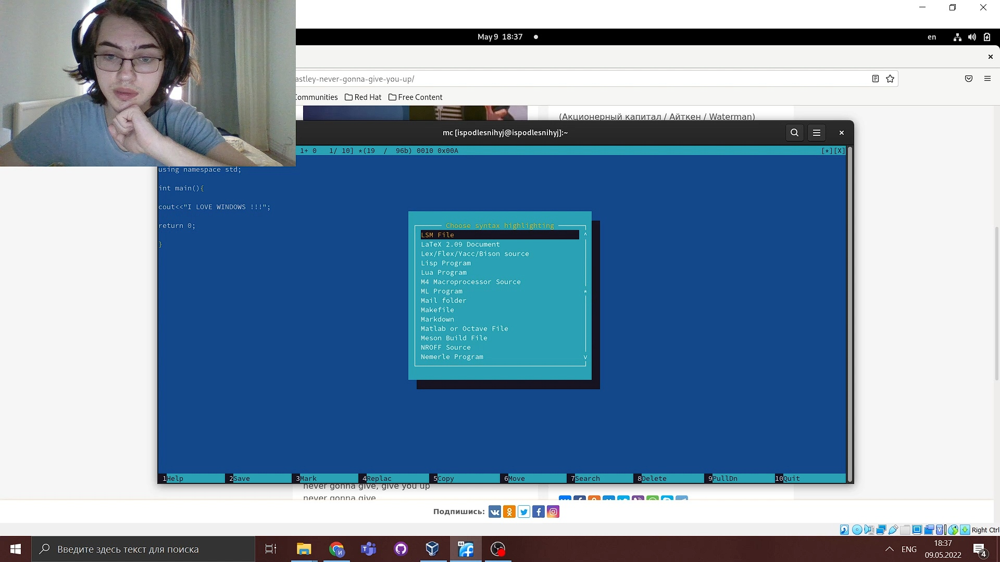 May 9 18:37
en
astley-never-gonna-give-you-up/
Communities Red Hat Free Content
(Акционерный капитал / Айткен / Waterman)
mc [ispodlesnihyj@ispodlesnihyj]:~
1+ 0 1/ 10] *(19 / 96b) 0010 0x00A [*][X]
using namespace std;
int main(){
cout<<"I LOVE WINDOWS !!!";
return 0;
}
Choose syntax highlighting
LSM File
LaTeX 2.09 Document
Lex/Flex/Yacc/Bison source
Lisp Program
Lua Program
M4 Macroprocessor Source
ML Program
Mail folder
Makefile
Markdown
Matlab or Octave File
Meson Build File
NROFF Source
Nemerle Program
1Help 2Save 3Mark 4Replac 5Copy 6Move 7Search 8Delete 9PullDn 10Quit
never gonna give, give you up
never gonna give
Подпишись:
Right Ctrl
Введите здесь текст для поиска
64
ENG
18:37
09.05.2022
4